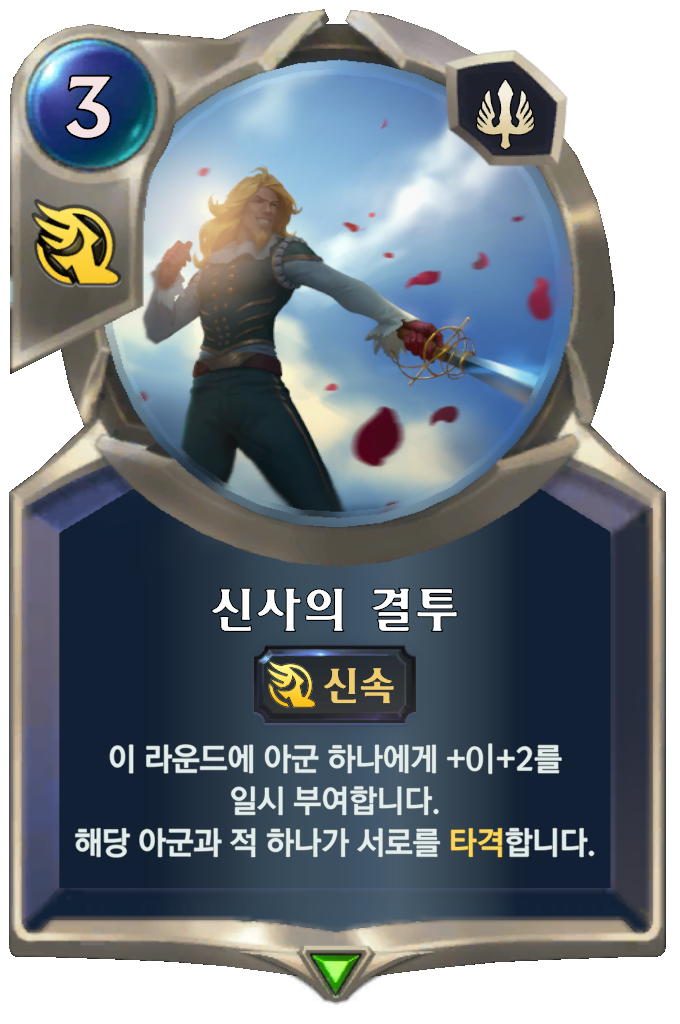 3
신사의 결투
신속
이 라운드에 아군 하나에게 +0|+2를
일시 부여합니다.
해당 아군과 적 하나가 서로를 타격합니다.